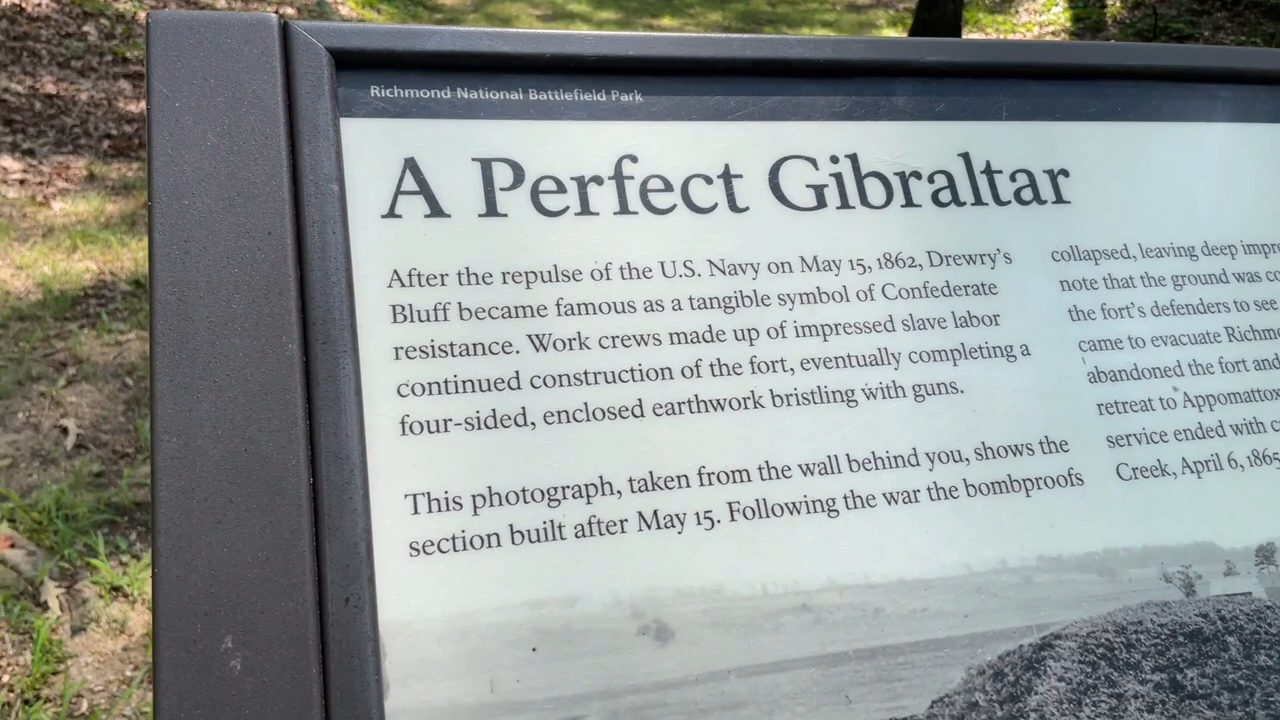 Richmond National Battlefield Park
A Perfect Gibraltar
After the repulse of the U.S. Navy on May 15, 1862, Drewry's
Bluff became famous as a tangible symbol of Confederate
resistance. Work crews made up of impressed slave labor
continued construction of the fort, eventually completing a
four-sided, enclosed earthwork bristling with guns.
This photograph, taken from the wall behind you, shows the
section built after May 15. Following the war the bombproofs
collapsed, leaving deep
note that the ground was
the fort's defenders to see
came to evacuate
abandoned the fort and
retreat to Appomattox
service ended with
Creek, April 6, 1865